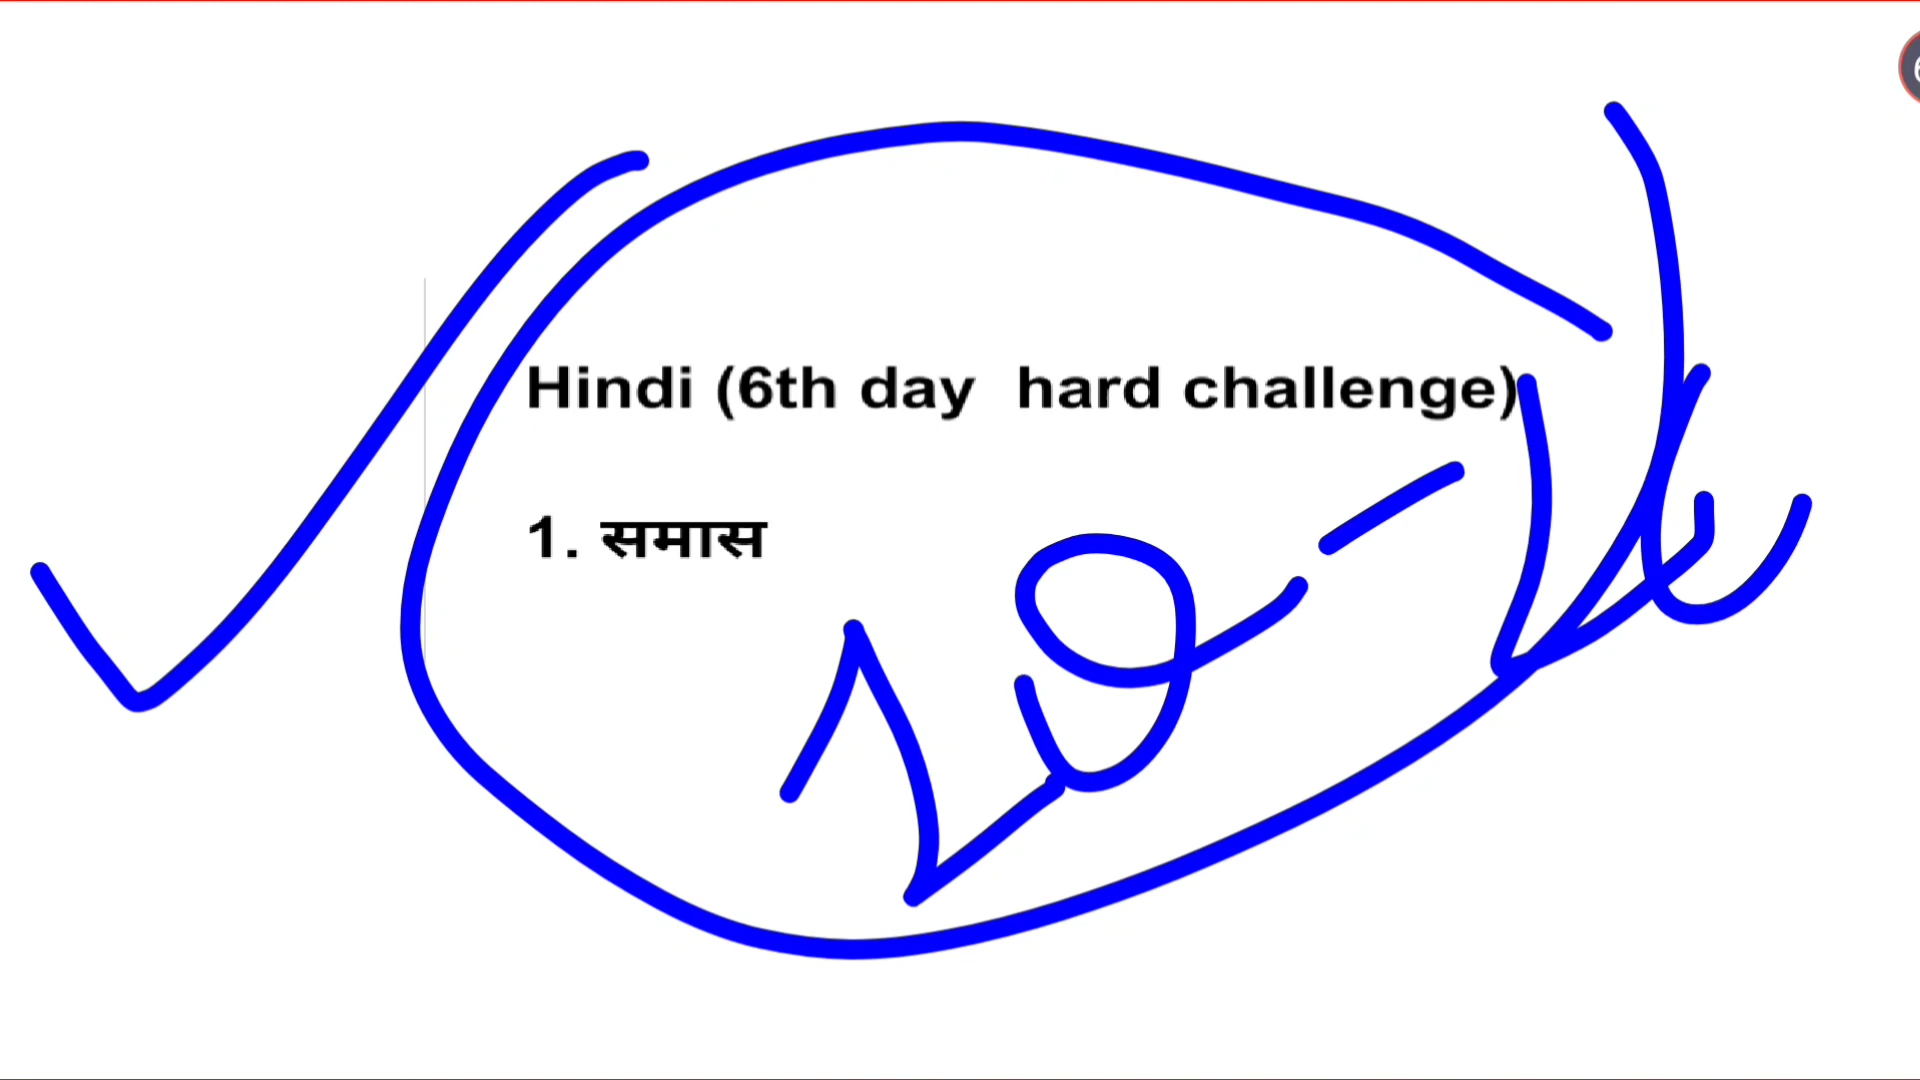 Hindi (6th day hard challenge)
1. समास